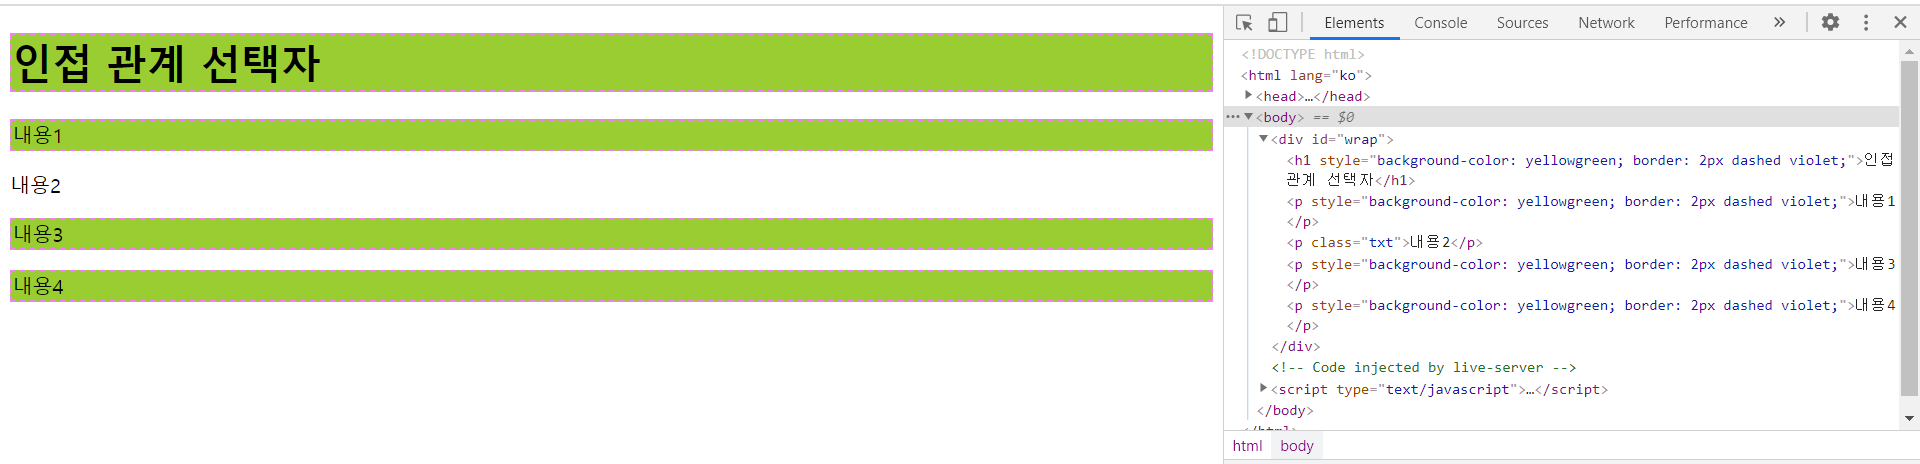 인접 관계 선택자
내용1
내용2
내용3
내용4
Elements Console Sources Network Performance »
<!DOCTYPE html>
<html lang="ko">
<head>…</head>
<body> == $0
<div id="wrap">
<h1 style="background-color: yellowgreen; border: 2px dashed violet;">인접
관계 선택자</h1>
<p style="background-color: yellowgreen; border: 2px dashed violet;">내용1
</p>
<p class="txt">내용2</p>
<p style="background-color: yellowgreen; border: 2px dashed violet;">내용3
</p>
<p style="background-color: yellowgreen; border: 2px dashed violet;">내용4
</p>
</div>
<!-- Code injected by live-server -->
<script type="text/javascript">…</script>
</body>
</html>
html body